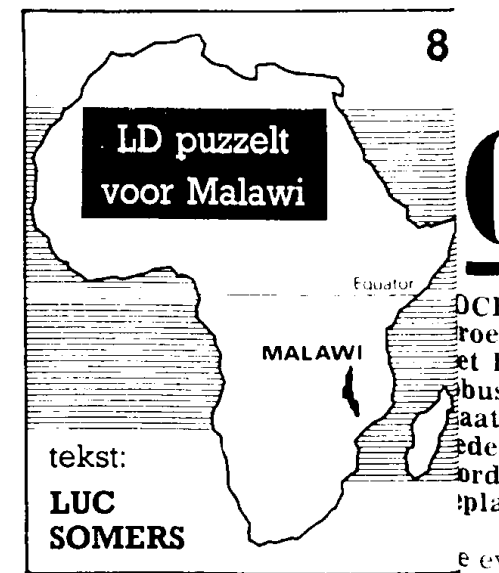 8
LD puzzelt
voor Malawi
Equator
MALAWI
tekst:
LUC
SOMERS